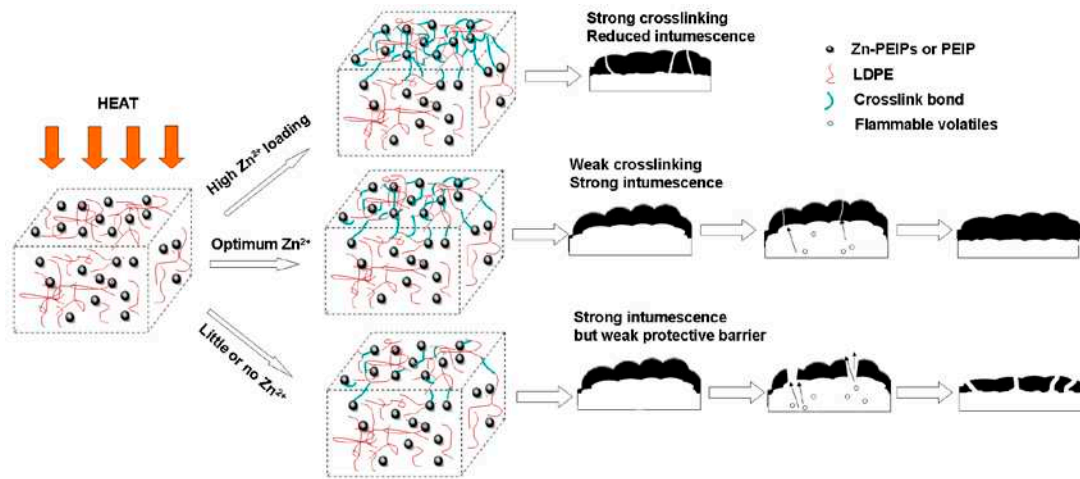 Strong crosslinking
Reduced intumescence
Zn-PEIPs or PEIP
LDPE
Crosslink bond
Flammable volatiles
HEAT
High Zn²⁺ loading
Weak crosslinking
Strong intumescence
Optimum Zn²⁺
Little or no Zn²⁺
Strong intumescence
but weak protective barrier